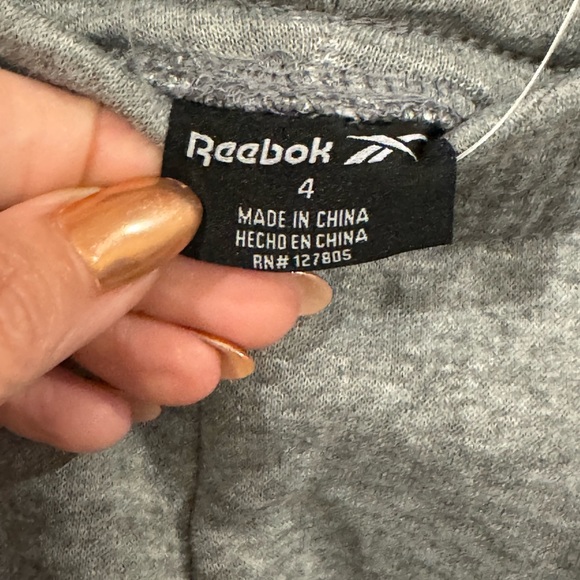 Reebok
4
MADE IN CHINA
HECHO EN CHINA
RN# 127805